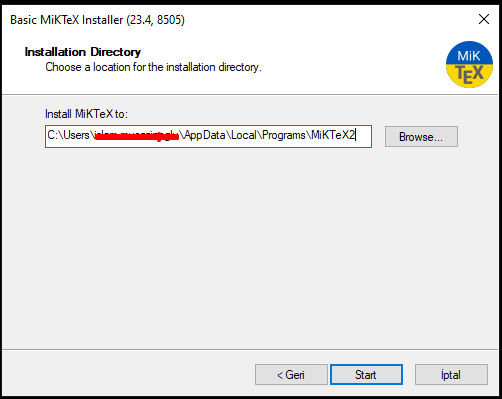 Basic MiKTeX Installer (23.4, 8505)
Installation Directory
Choose a location for the installation directory.
MiK
TEX
Install MiKTeX to:
C:\Users\ \AppData\Local\Programs\MiKTeX2
Browse...
< Geri
Start
İptal